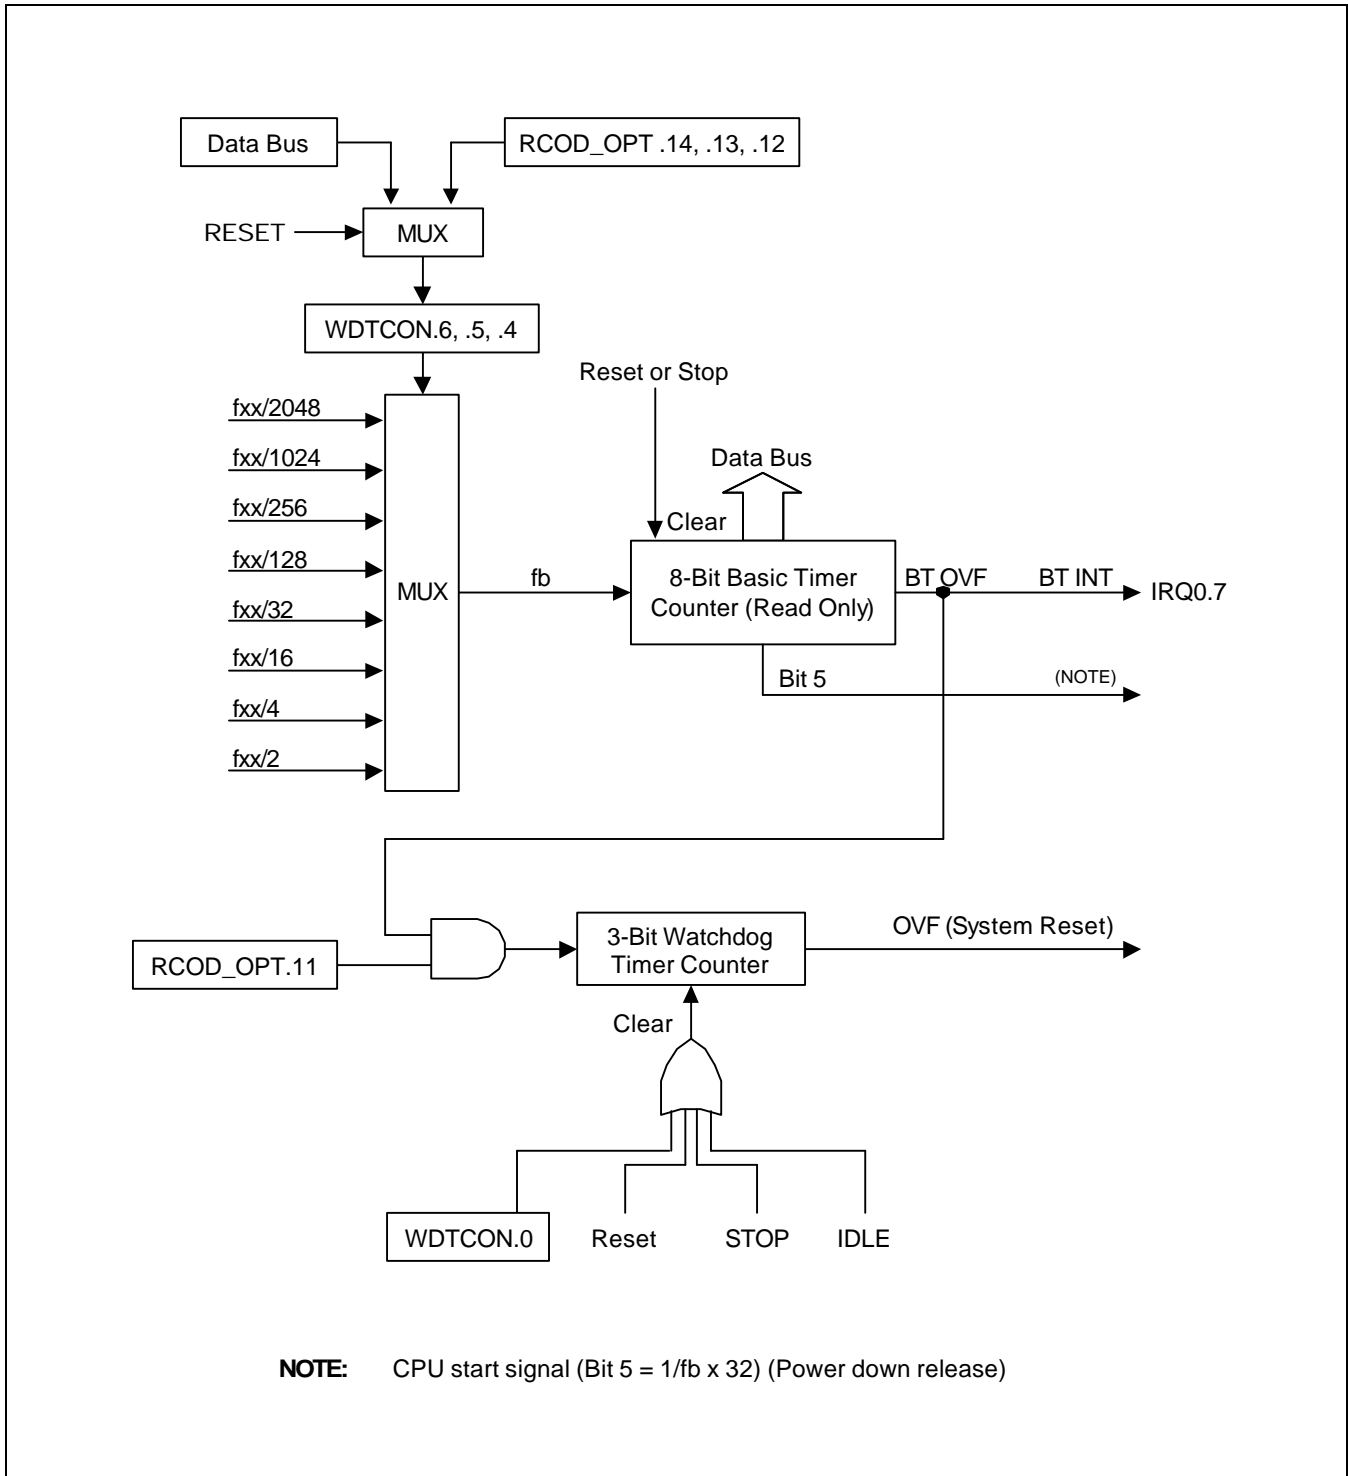 Data Bus
RCOD_OPT .14, .13, .12
RESET
MUX
WDTCON.6, .5, .4
Reset or Stop
fxx/2048
fxx/1024
fxx/256
fxx/128
fxx/32
fxx/16
fxx/4
fxx/2
MUX
fb
Data Bus
Clear
8-Bit Basic Timer
Counter (Read Only)
BT OVF
BT INT
IRQ0.7
Bit 5
(NOTE)
RCOD_OPT.11
3-Bit Watchdog
Timer Counter
OVF (System Reset)
Clear
WDTCON.0
Reset
STOP
IDLE
NOTE: CPU start signal (Bit 5 = 1/fb x 32) (Power down release)